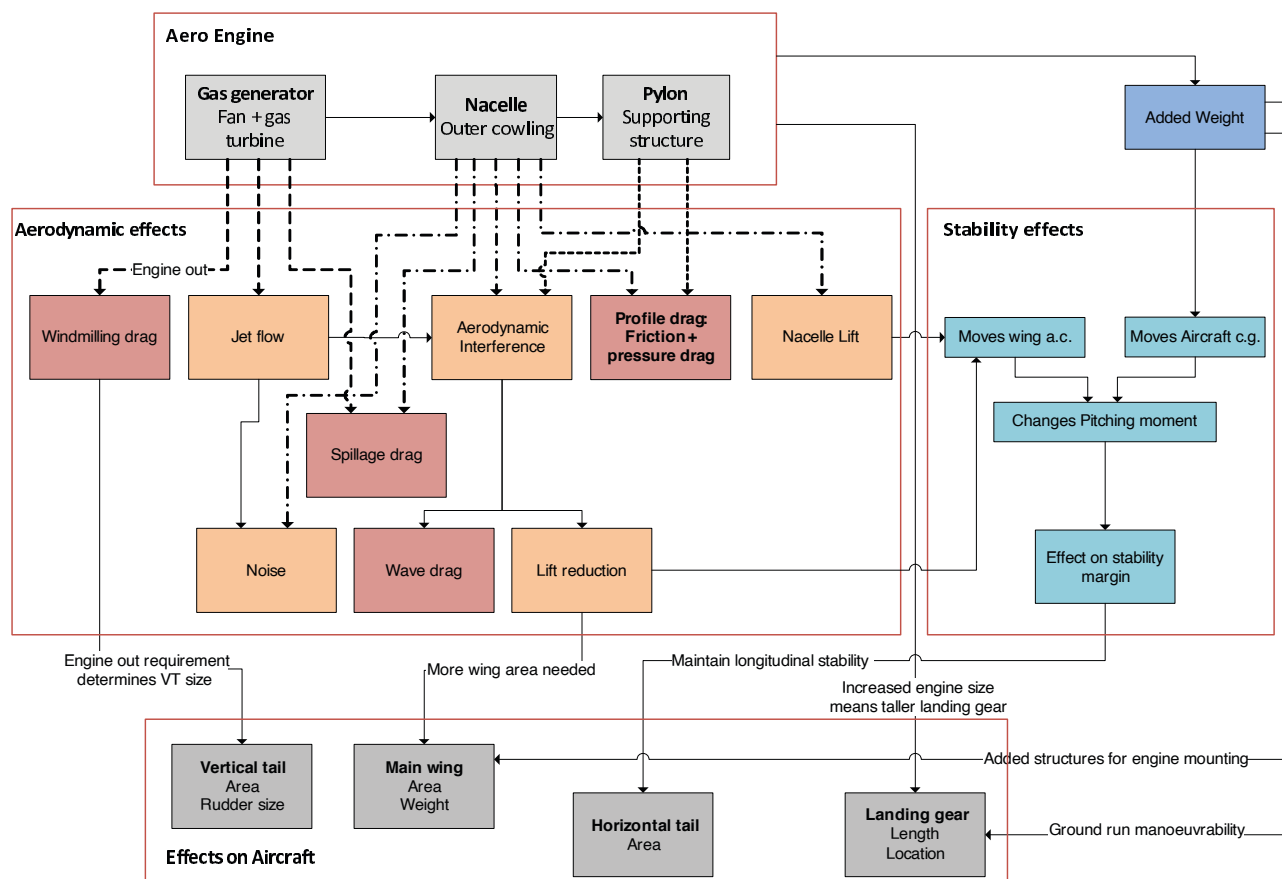 Aero Engine
Gas generator
Fan + gas
turbine
Nacelle
Outer cowling
Pylon
Supporting
structure
Added Weight
Aerodynamic effects
Stability effects
Engine out
Windmilling drag
Jet flow
Aerodynamic
Interference
Profile drag:
Friction +
pressure drag
Nacelle Lift
Moves wing a.c.
Moves Aircraft c.g.
Changes Pitching moment
Spillage drag
Noise
Wave drag
Lift reduction
Effect on stability
margin
Engine out requirement
determines VT size
More wing area needed
Maintain longitudinal stability
Increased engine size
means taller landing gear
Vertical tail
Area
Rudder size
Main wing
Area
Weight
Added structures for engine mounting
Horizontal tail
Area
Landing gear
Length
Location
Ground run manoeuvrability
Effects on Aircraft